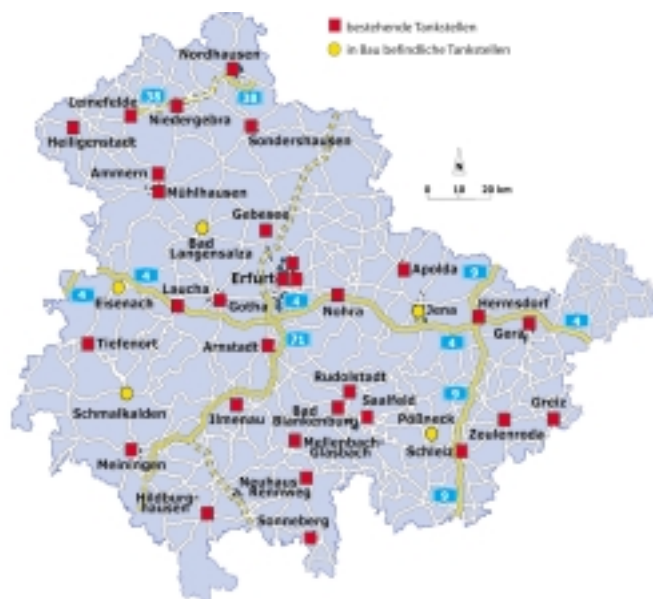 bestehende Tankstellen
in Bau befindliche Tankstellen
Nordhausen
38
38
Leinefelde
Niedergebra
Heiligenstadt
Sondershausen
N
0 10 20 km
Ammern
Mühlhausen
Gebesee
Bad
Langensalza
Erfurt
Apolda
9
4
4
Eisenach
Laucha
Gotha
4
Nohra
Jena
Hermsdorf
Gera
4
Tiefenort
Arnstadt
71
4
Rudolstadt
9
Schmalkalden
Ilmenau
Bad
Blankenburg
Saalfeld
Pößneck
Greiz
Zeulenroda
Mellenbach-
Glasbach
Schleiz
Meiningen
Neuhaus
Rennweg
9
Hildburg-
hausen
Sonneberg